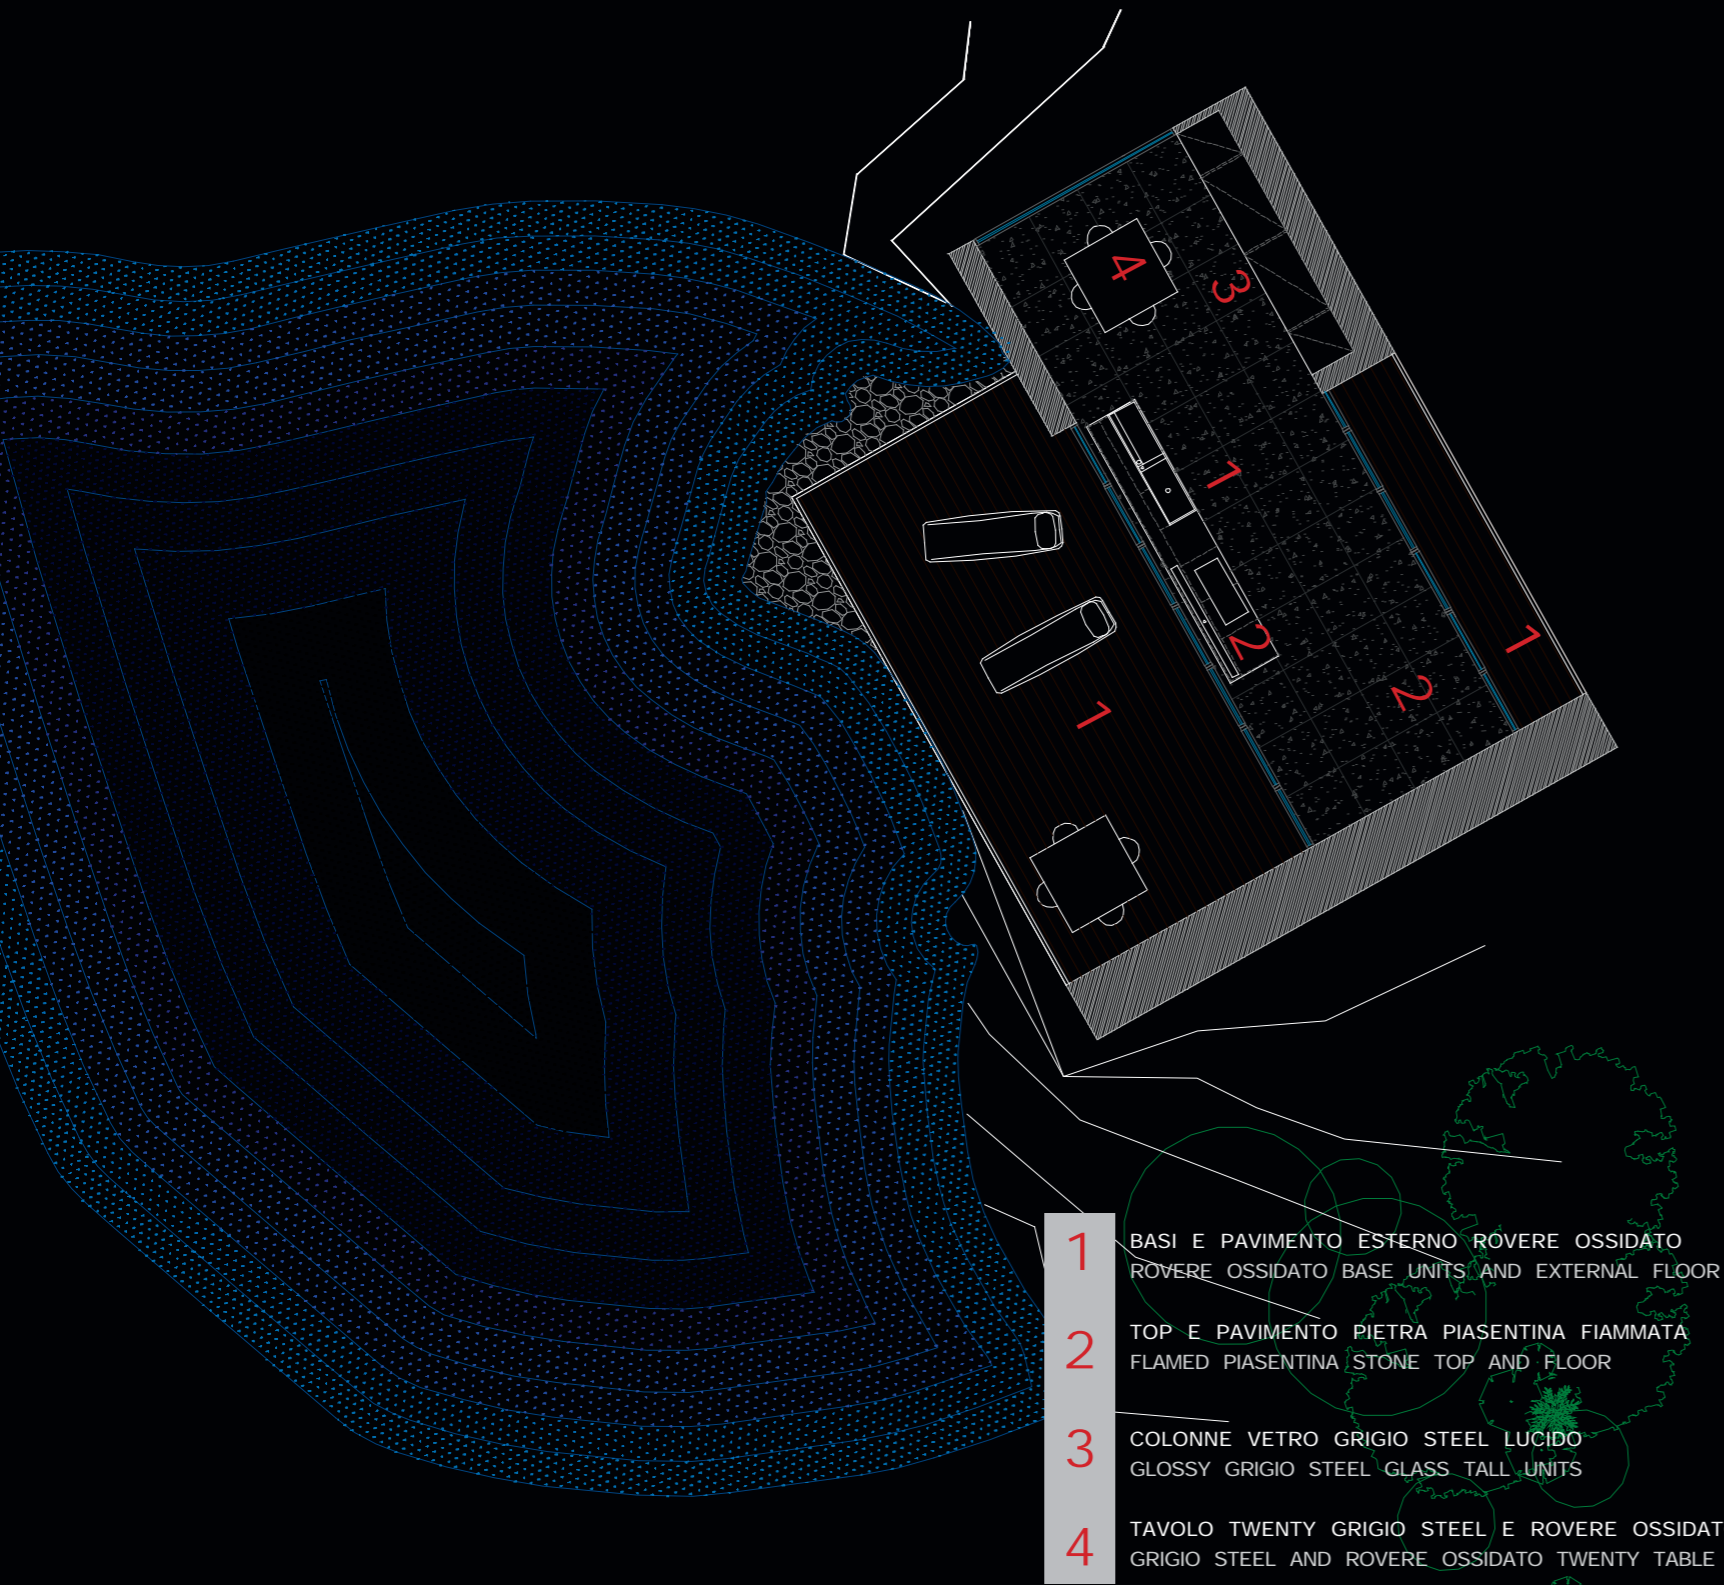 4
3
1
2
1
2
1
1
BASI E PAVIMENTO ESTERNO ROVERE OSSIDATO
ROVERE OSSIDATO BASE UNITS AND EXTERNAL FLOOR
2
TOP E PAVIMENTO PIETRA PIASENTINA FIAMMATA
FLAMED PIASENTINA STONE TOP AND FLOOR
3
COLONNE VETRO GRIGIO STEEL LUCIDO
GLOSSY GRIGIO STEEL GLASS TALL UNITS
4
TAVOLO TWENTY GRIGIO STEEL E ROVERE OSSIDAT
GRIGIO STEEL AND ROVERE OSSIDATO TWENTY TABLE